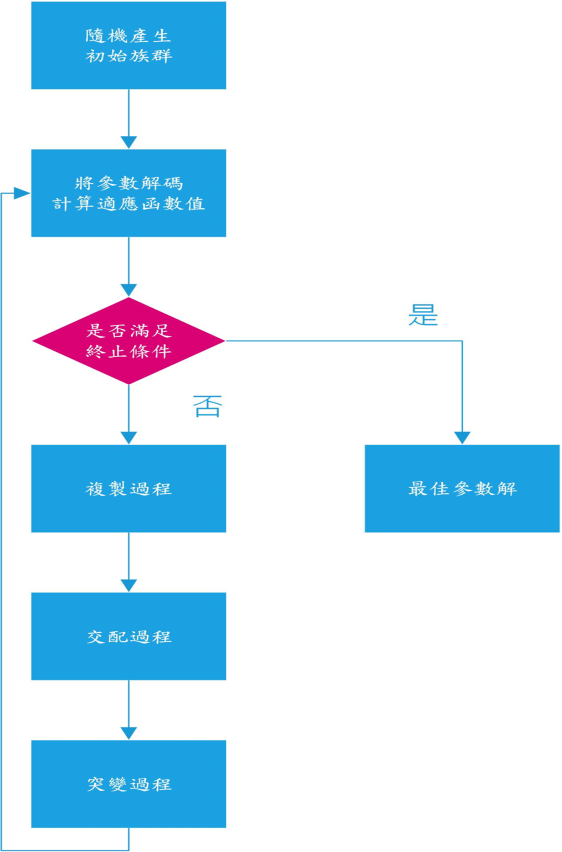 隨機產生
初始族群
將參數解碼
計算適應函數值
是否滿足
終止條件
是
否
複製過程
最佳參數解
交配過程
突變過程